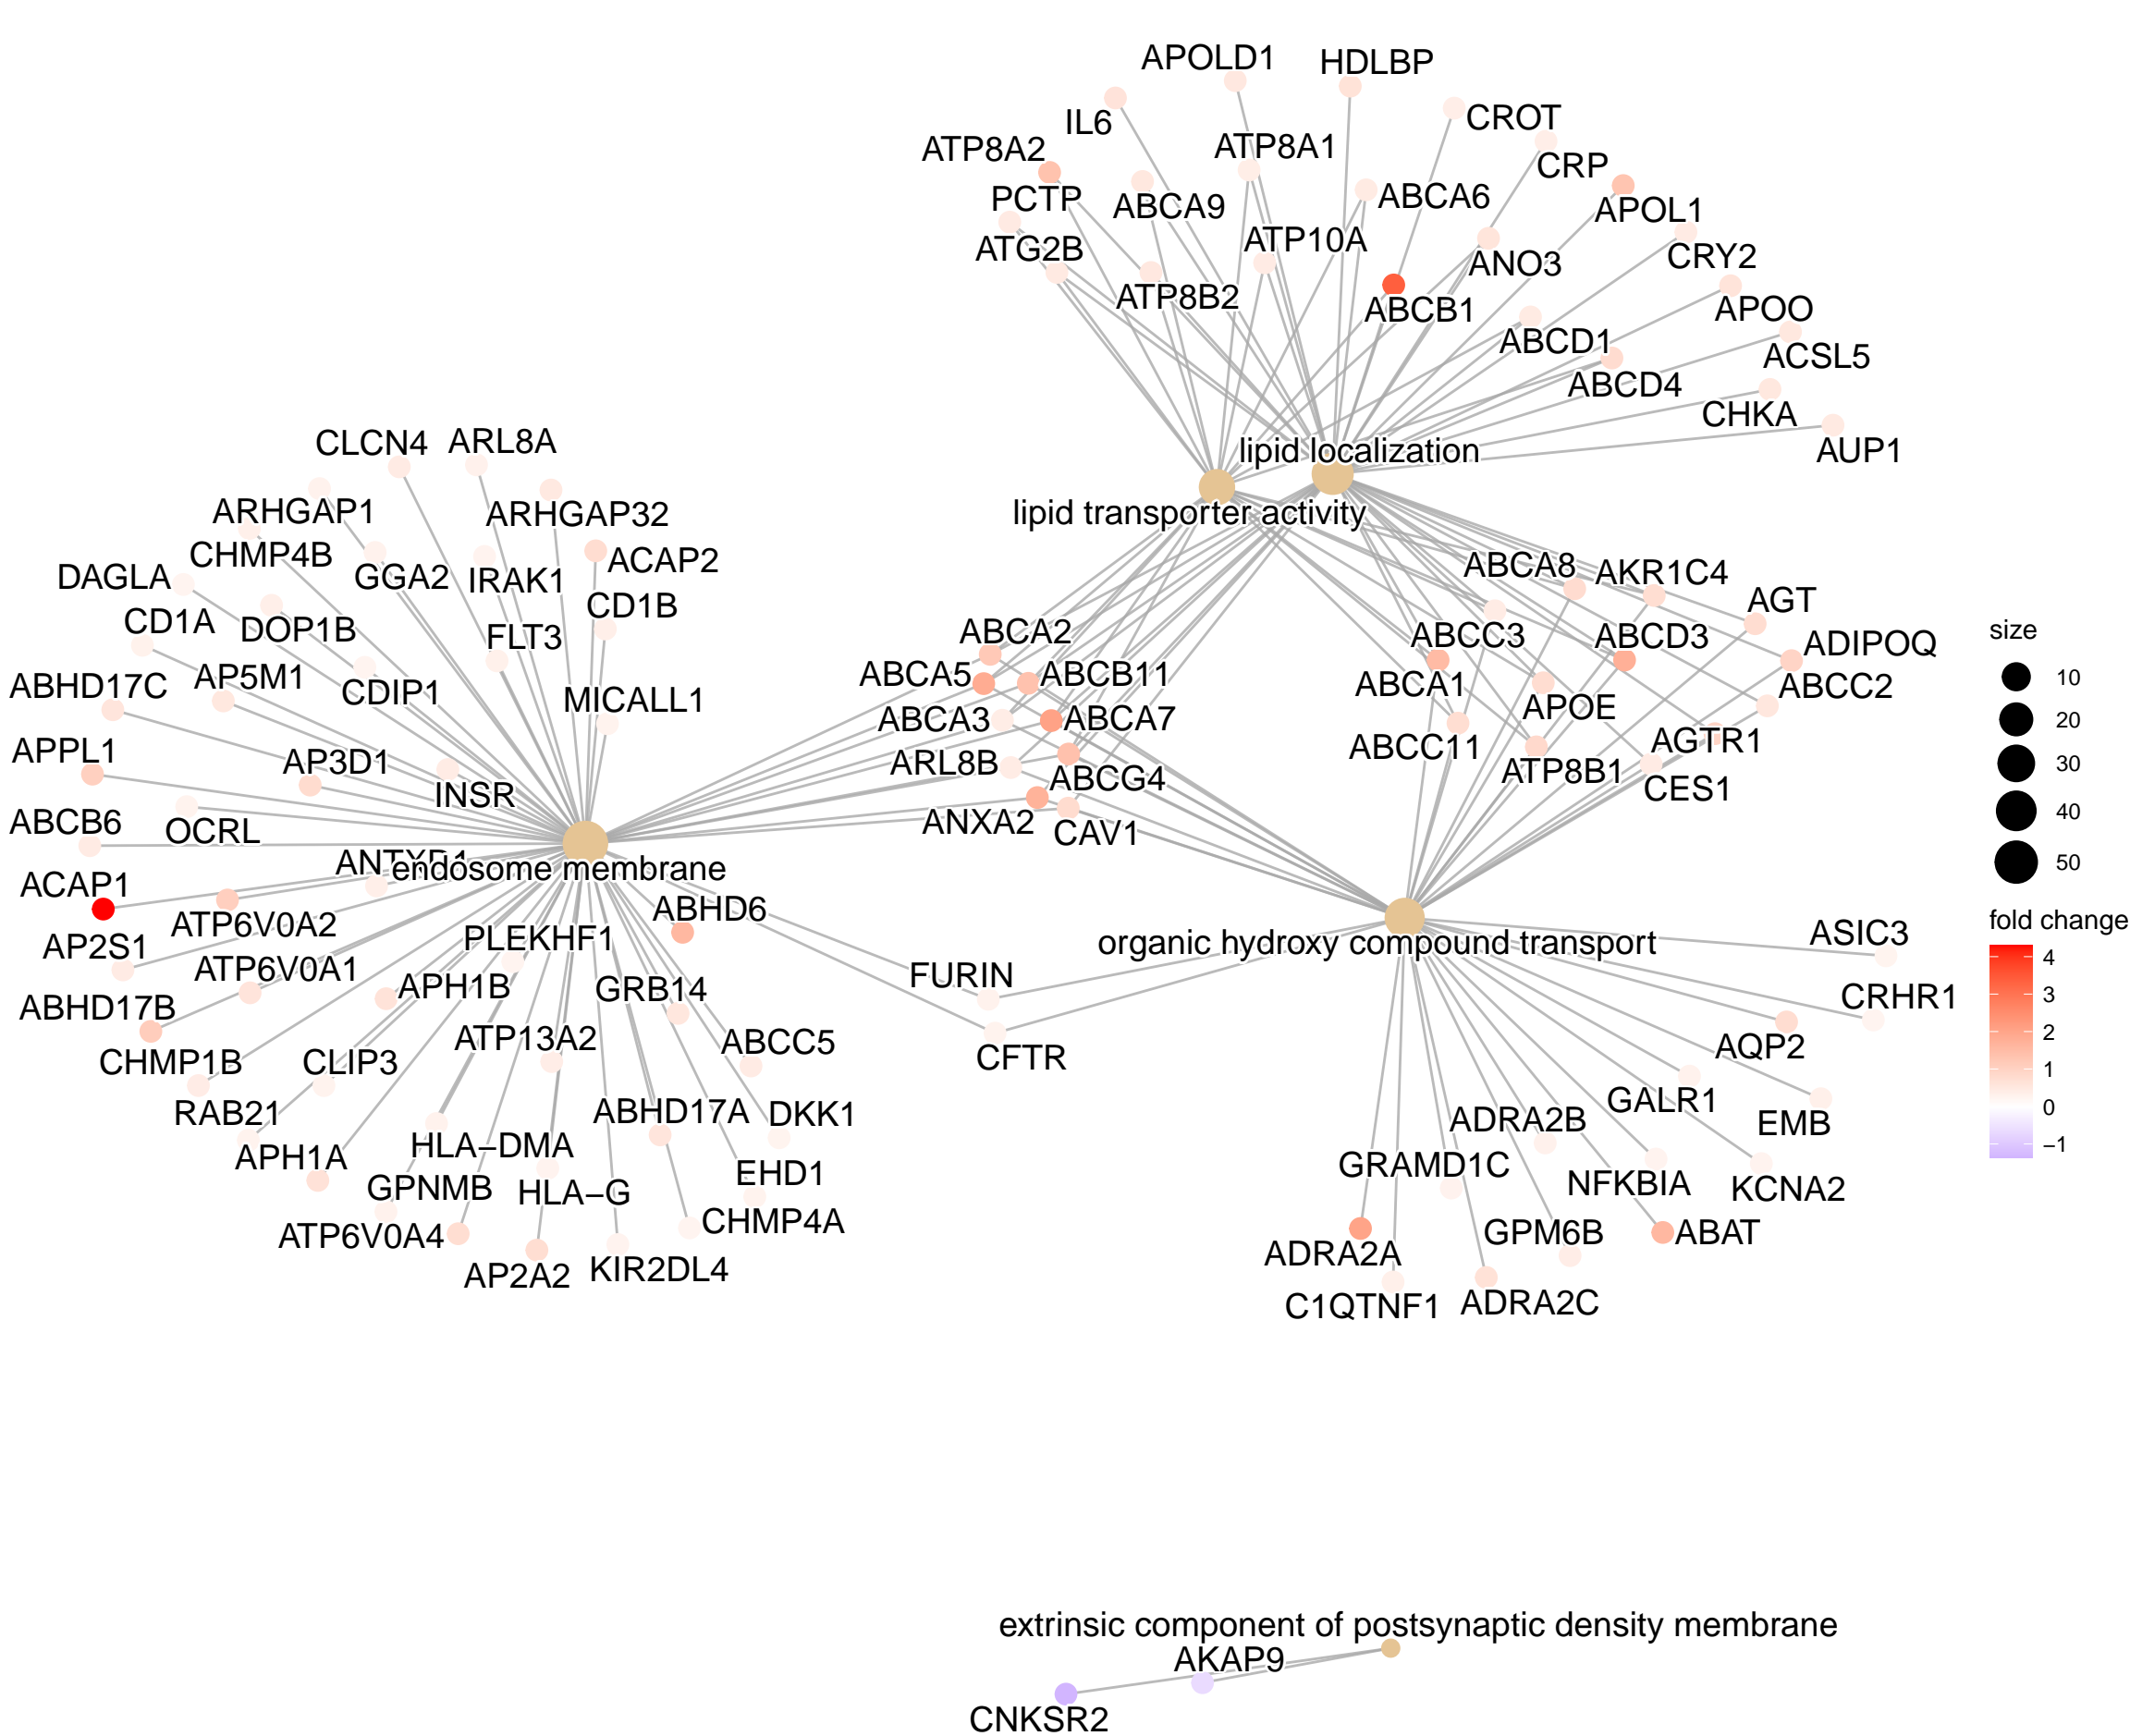 APOLD1
HDLBP
IL6
CROT
ATP8A2
ATP8A1
CRP
PCTP
ABCA9
ABCA6
APOL1
ATG2B
ATP10A
ANO3
CRY2
ATP8B2
ABCB1
APOO
ABCD1
ACSL5
ABCD4
CHKA
AUP1
lipid localization
lipid transporter activity
CLCN4
ARL8A
ARHGAP1
ARHGAP32
CHMP4B
ACAP2
DAGLA
GGA2
IRAK1
CD1A
DOP1B
CD1B
FLT3
ABHD17C
AP5M1
CDIP1
MICALL1
APPL1
AP3D1
INSR
ABCB6
OCRL
endosome membrane
ACAP1
ATP6V0A2
ABHD6
AP2S1
PLEKHF1
ATP6V0A1
APH1B
GRB14
ABHD17B
ATP13A2
ABCC5
CHMP1B
CLIP3
RAB21
ABHD17A
DKK1
APH1A
HLA−DMA
EHD1
GPNMB
HLA−G
ATP6V0A4
CHMP4A
AP2A2
KIR2DL4
ABCA2
ABCA5
ABCB11
ABCA3
ABCA7
ARL8B
ABCG4
ANXA2
CAV1
ABCA8
AKR1C4
AGT
ABCC3
ABCD3
ADIPOQ
ABCA1
APOE
ABCC2
ABCC11
ATP8B1
AGTR1
CES1
organic hydroxy compound transport
FURIN
CFTR
ASIC3
CRHR1
AQP2
GALR1
EMB
ADRA2B
GRAMD1C
NFKBIA
KCNA2
ADRA2A
GPM6B
ABAT
C1QTNF1
ADRA2C
size
10
20
30
40
50
fold change
4
3
2
1
0
−1
extrinsic component of postsynaptic density membrane
AKAP9
CNKSR2